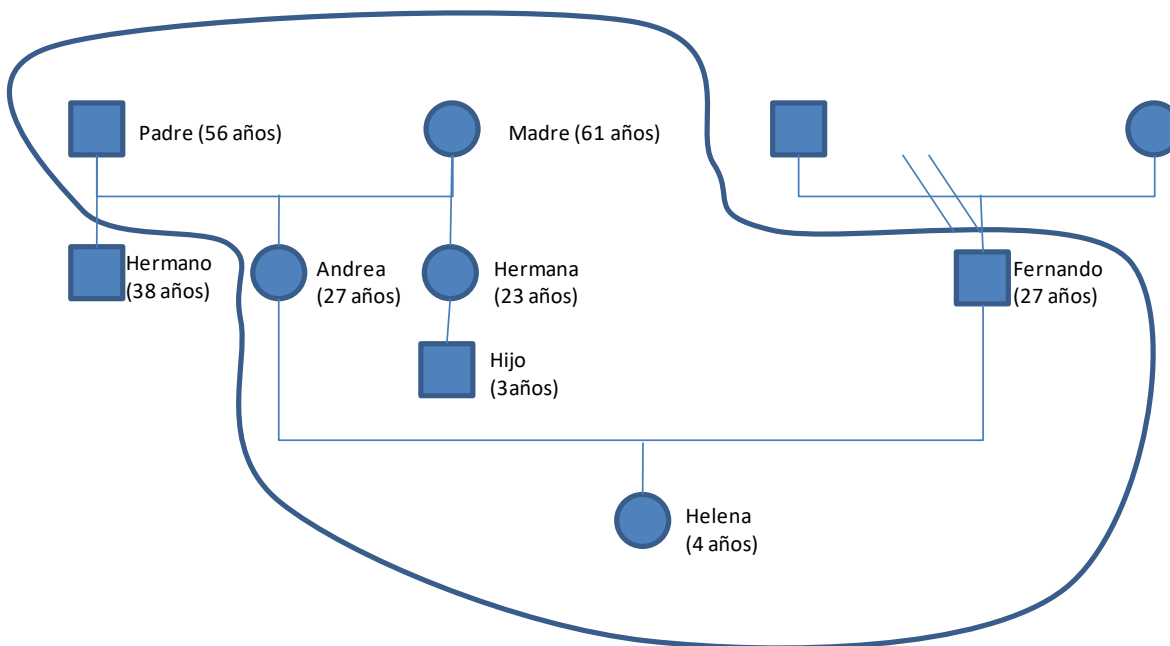 Padre (56 años)
Madre (61 años)
Hermano
(38 años)
Andrea
(27 años)
Hermana
(23 años)
Fernando
(27 años)
Hijo
(3años)
Helena
(4 años)